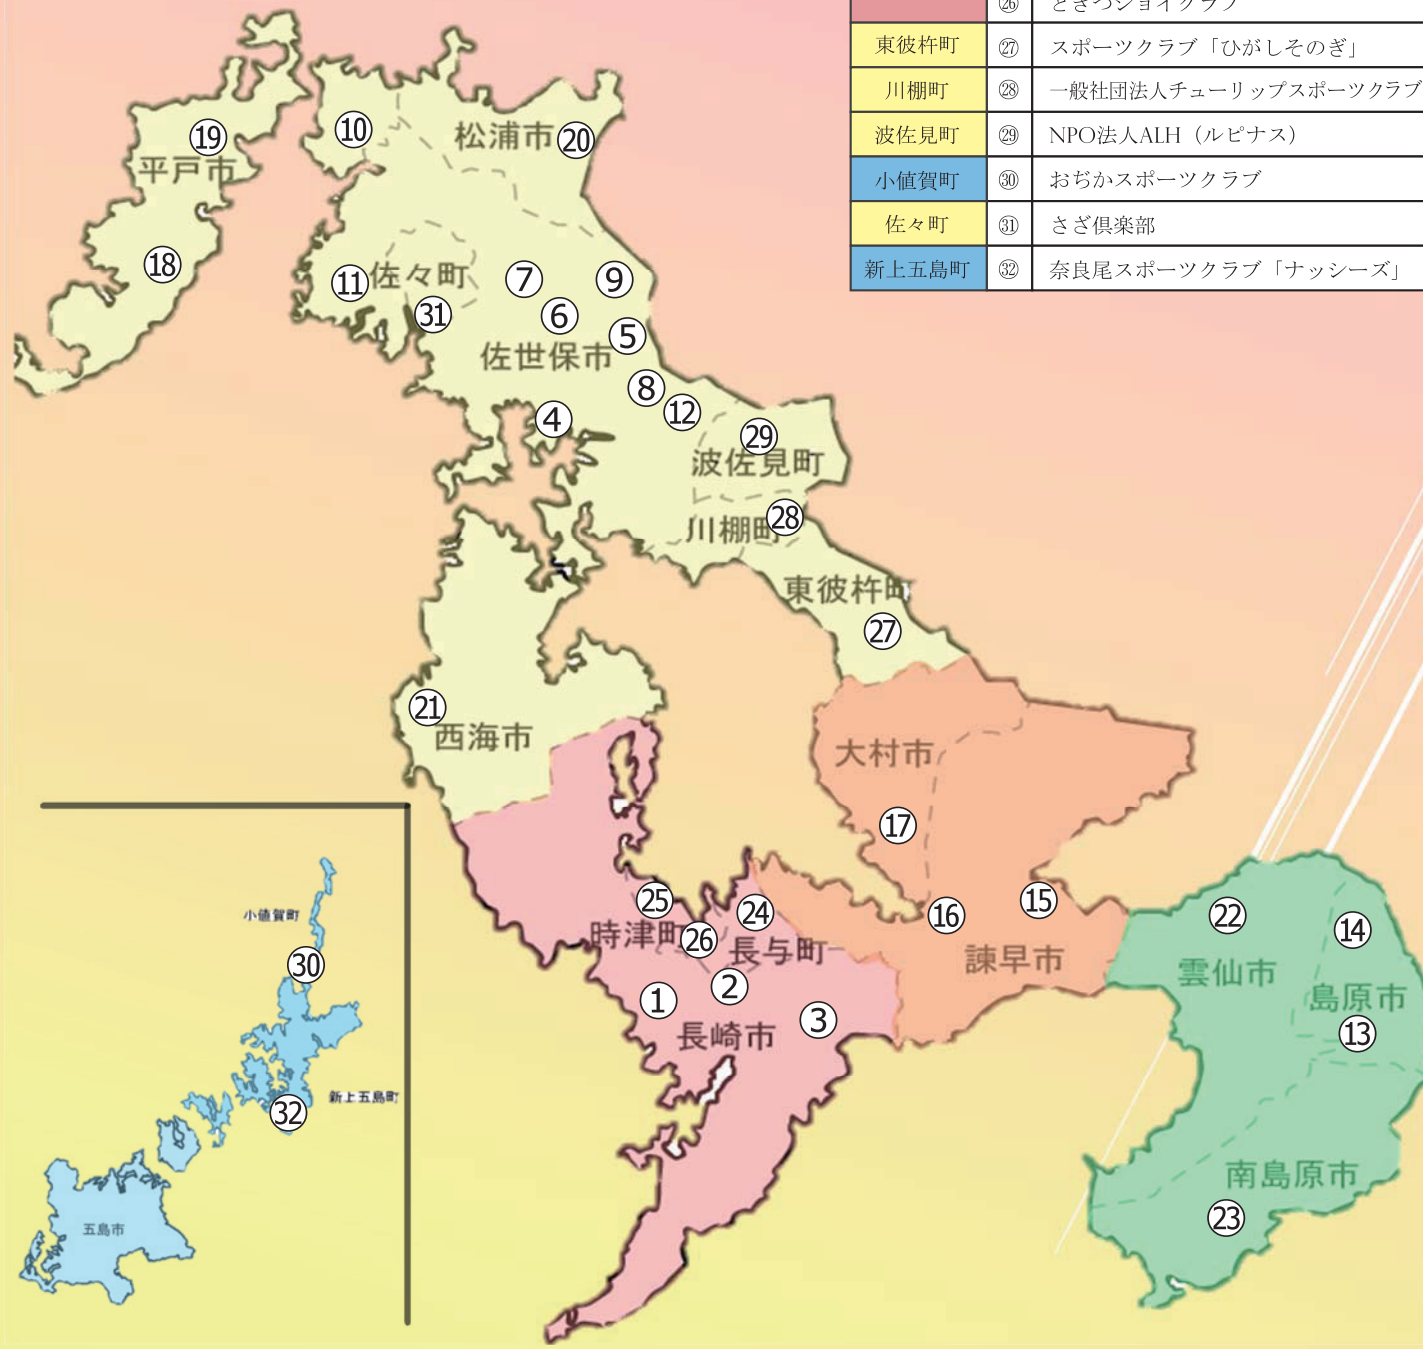 ㉖ ときつジョイクラブ
東彼杵町 ㉗ スポーツクラブ「ひがしそのぎ」
川棚町 ㉘ 一般社団法人チューリップスポーツクラブ
波佐見町 ㉙ NPO法人ALH（ルピナス）
小値賀町 ㉚ おぢかスポーツクラブ
佐々町 ㉛ さざ倶楽部
新上五島町 ㉜ 奈良尾スポーツクラブ「ナッシーズ」
⑲
平戸市
⑱
⑩
松浦市 ⑳
⑪ 佐々町
㉛
⑦
⑨
⑥
⑤
佐世保市
⑧
⑫
④
㉙
波佐見町
㉘
川棚町
東彼杵町
㉗
㉑
西海市
大村市
⑰
⑯
⑮
諫早市
㉕
時津町
㉖
㉔
長与町
①
②
③
長崎市
㉒
雲仙市
⑭
島原市
⑬
南島原市
㉓
小値賀町
㉚
新上五島町
㉜
五島市